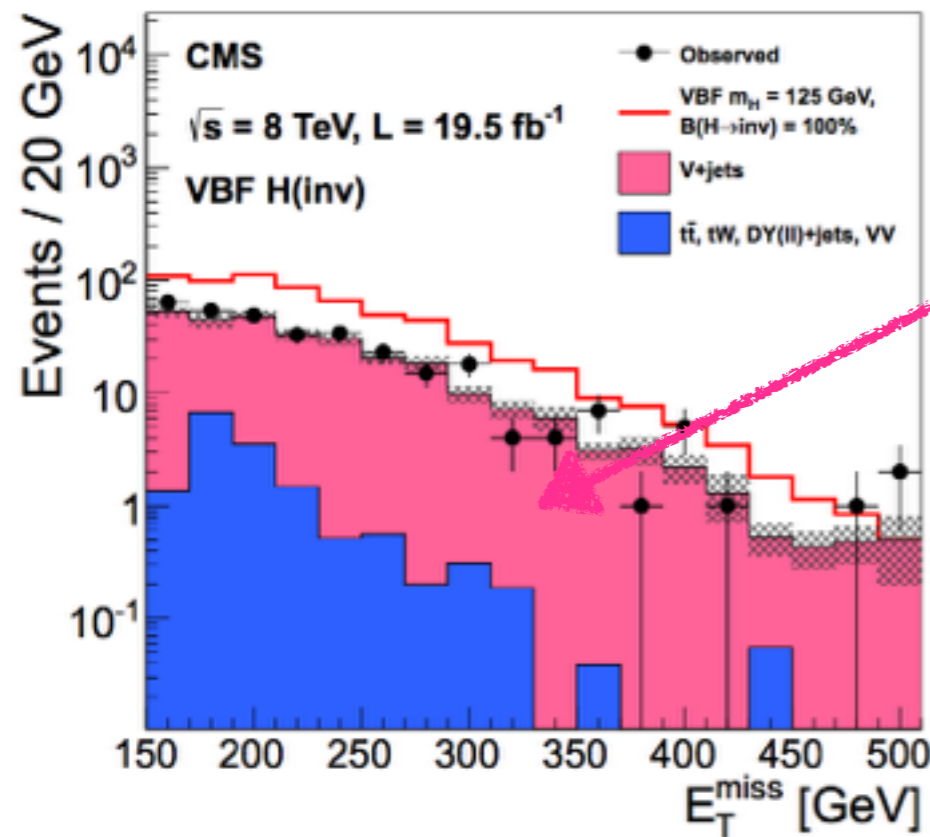 Events / 20 GeV
10⁴
10³
10²
10
1
10⁻¹
CMS
√s = 8 TeV, L = 19.5 fb⁻¹
VBF H(inv)
Observed
VBF m_H = 125 GeV,
B(H→inv) = 100%
V+jets
tt̄, tW, DY(ll)+jets, VV
150 200 250 300 350 400 450 500
E_T^miss [GeV]